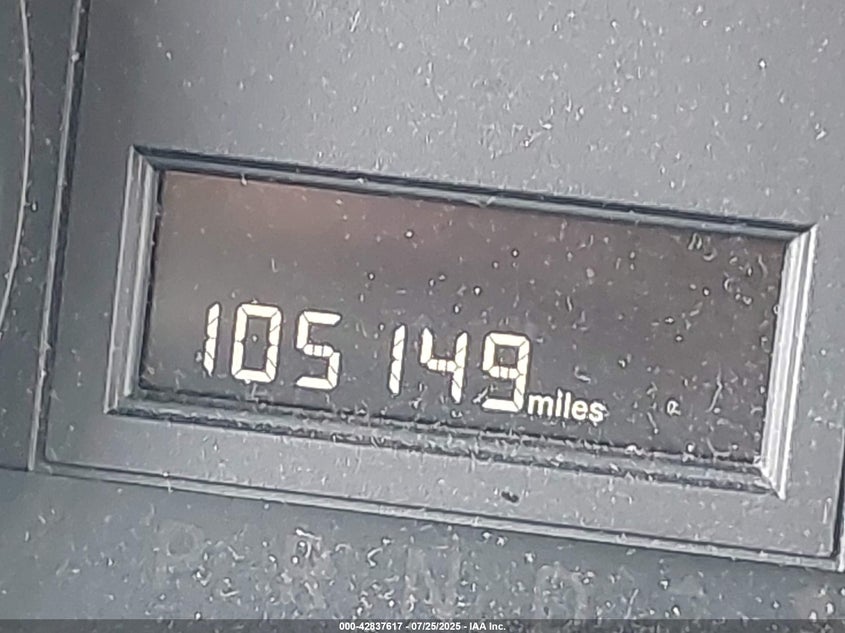 105149 miles
P R N D
000-42837617 - 07/25/2025 - IAA Inc.